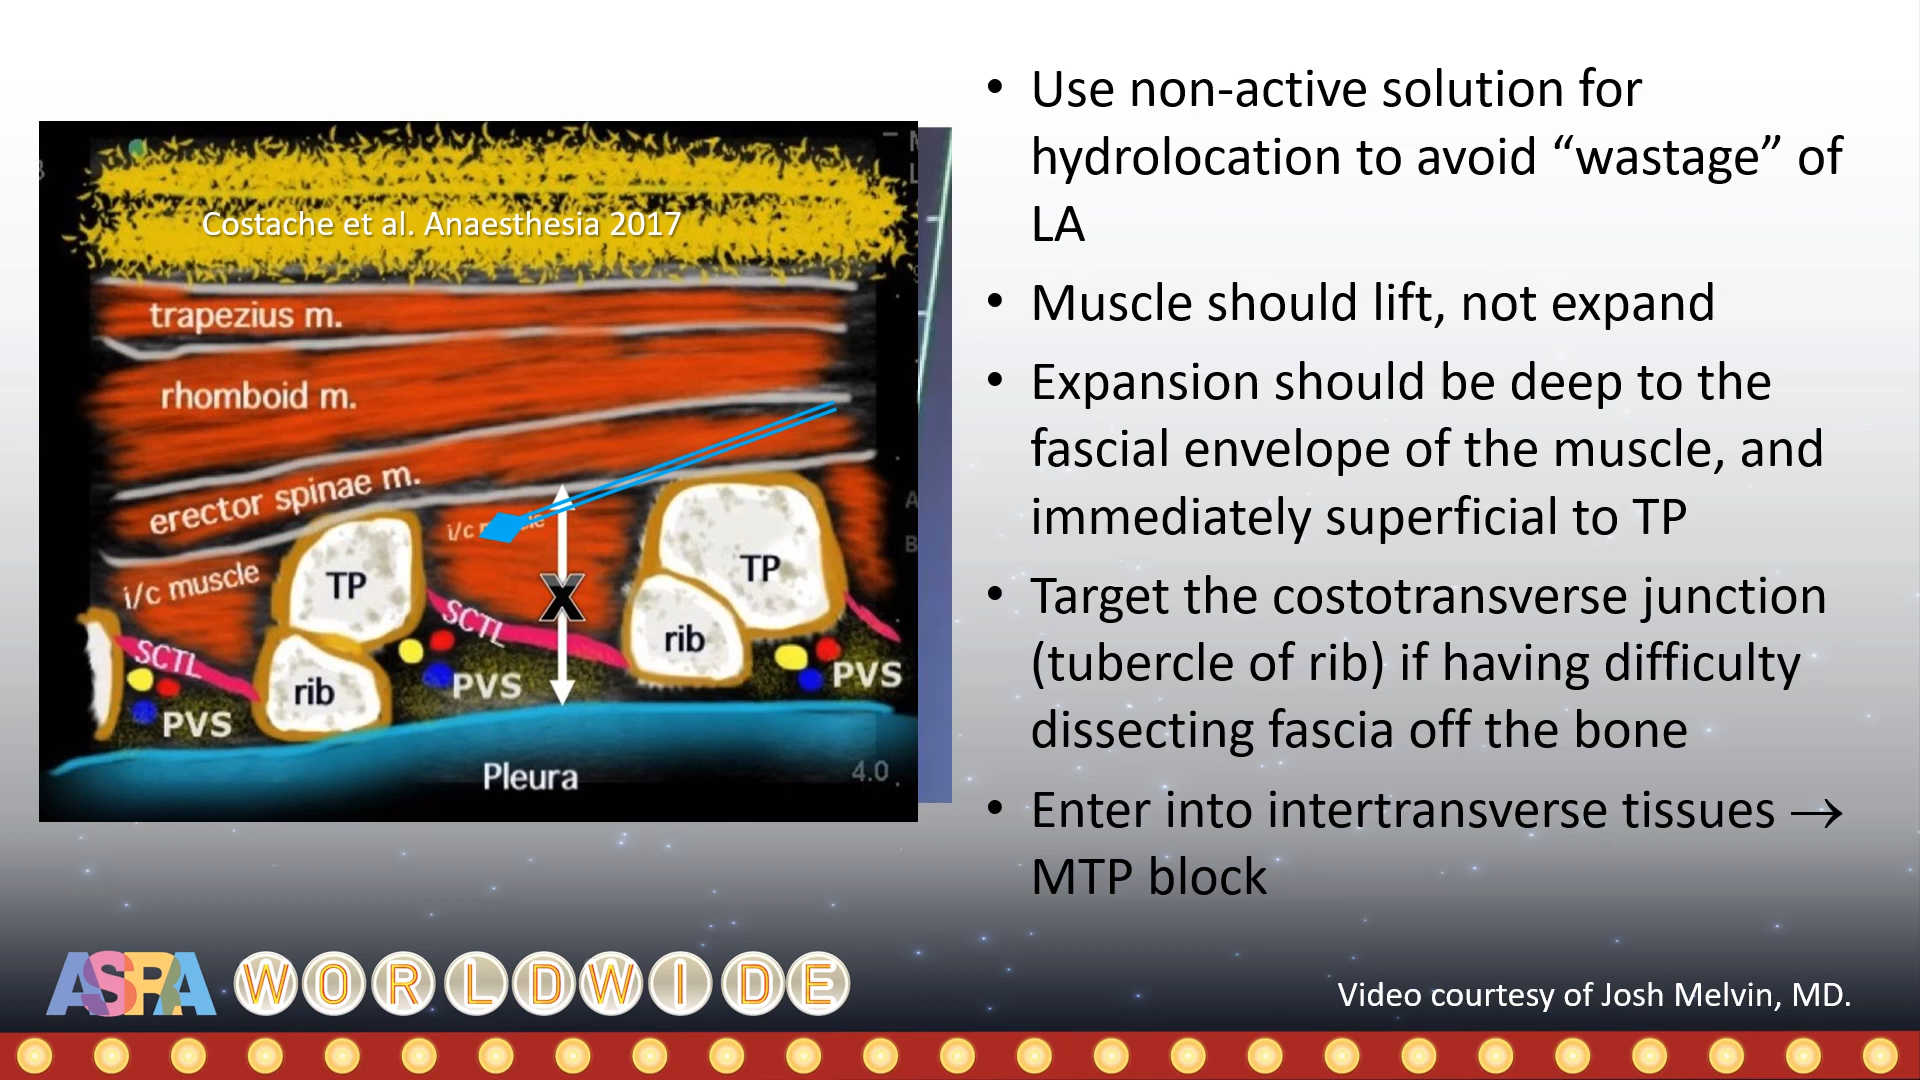 Costache et al. Anaesthesia 2017
trapezius m.
rhomboid m.
erector spinae m.
i/c muscle
i/c
TP
TP
rib
rib
SCTL
SCTL
PVS
PVS
PVS
X
Pleura
4.0
• Use non-active solution for
hydrolocation to avoid “wastage” of
LA
• Muscle should lift, not expand
• Expansion should be deep to the
fascial envelope of the muscle, and
immediately superficial to TP
• Target the costotransverse junction
(tubercle of rib) if having difficulty
dissecting fascia off the bone
• Enter into intertransverse tissues →
MTP block
ASRA WORLDWIDE
Video courtesy of Josh Melvin, MD.